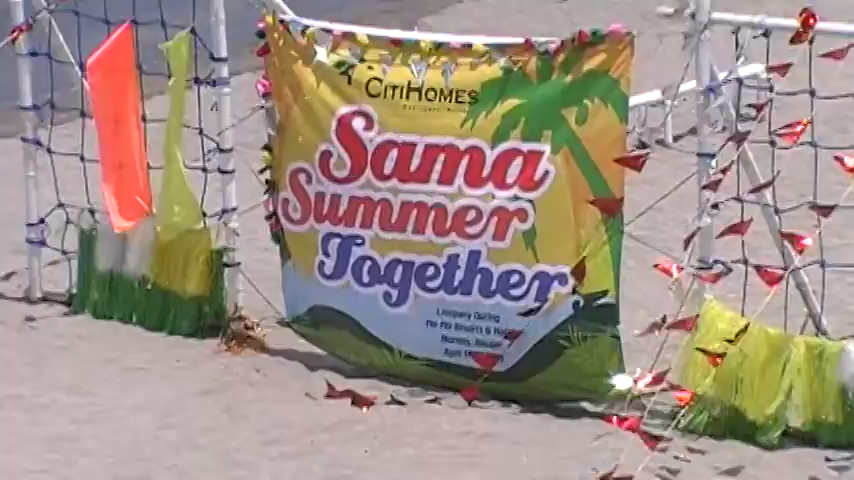 CITIHOMES
Sama
Summer
Together
Company Outing